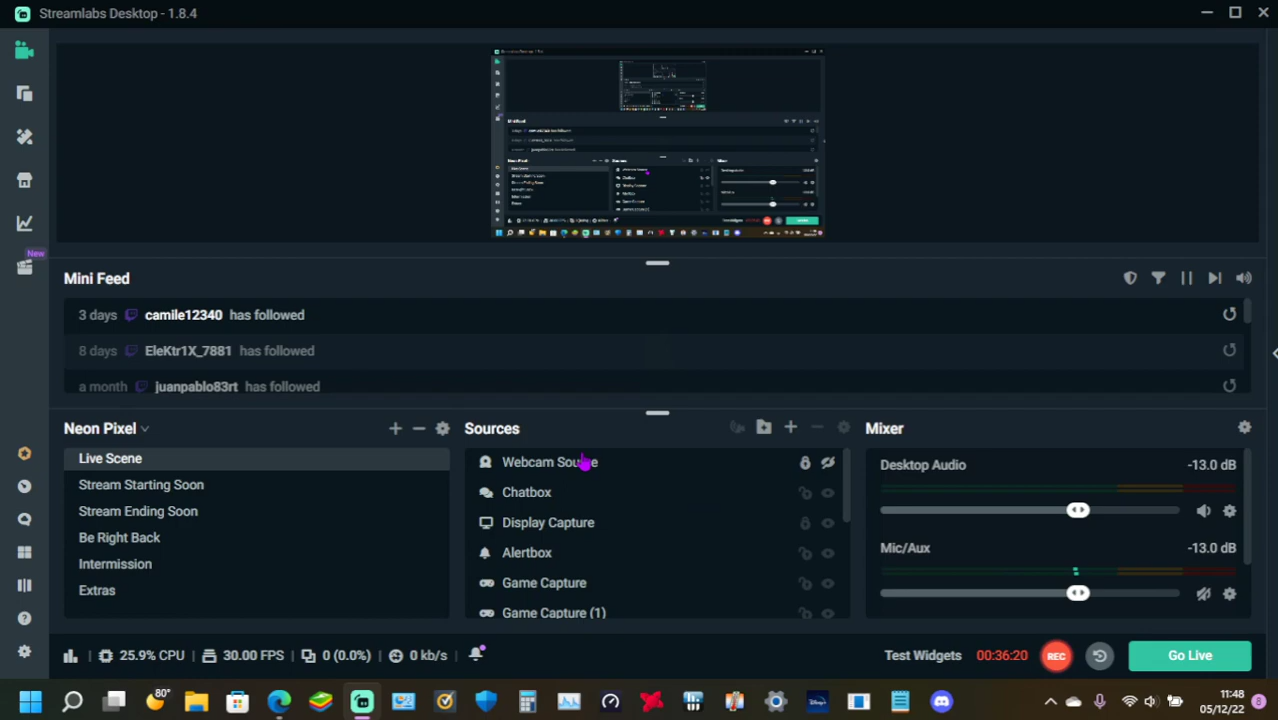 Streamlabs Desktop - 1.8.4
New
Mini Feed
3 days camile12340 has followed
8 days EleKtr1X_7881 has followed
a month juanpablo83rt has followed
Neon Pixel
Live Scene
Stream Starting Soon
Stream Ending Soon
Be Right Back
Intermission
Extras
Sources
Webcam Source
Chatbox
Display Capture
Alertbox
Game Capture
Game Capture (1)
Mixer
Desktop Audio -13.0 dB
Mic/Aux -13.0 dB
25.9% CPU 30.00 FPS 0 (0.0%) 0 kb/s
Test Widgets 00:36:20 REC Go Live
80°
Disney+
11:48
05/12/22
8